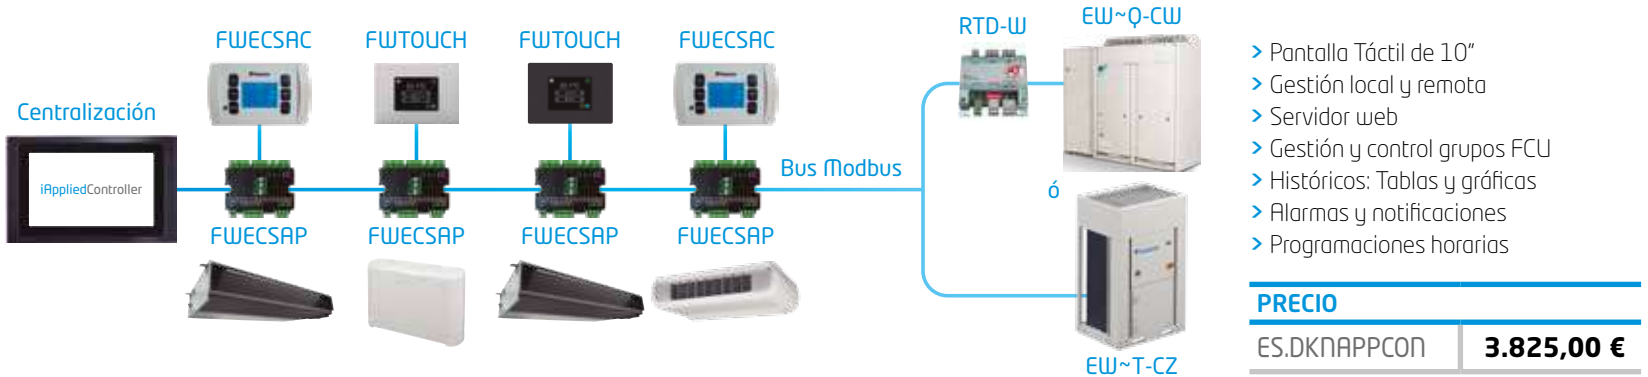 FWECSAC
FWTOUCH
FWTOUCH
FWECSAC
RTD-W
EW~Q-CW
Centralización
iAppliedController
Bus Modbus
ó
FWECSAP
FWECSAP
FWECSAP
FWECSAP
EW~T-CZ
> Pantalla Táctil de 10”
> Gestión local y remota
> Servidor web
> Gestión y control grupos FCU
> Históricos: Tablas y gráficas
> Alarmas y notificaciones
> Programaciones horarias
PRECIO
ES.DKNAPPCON 3.825,00 €